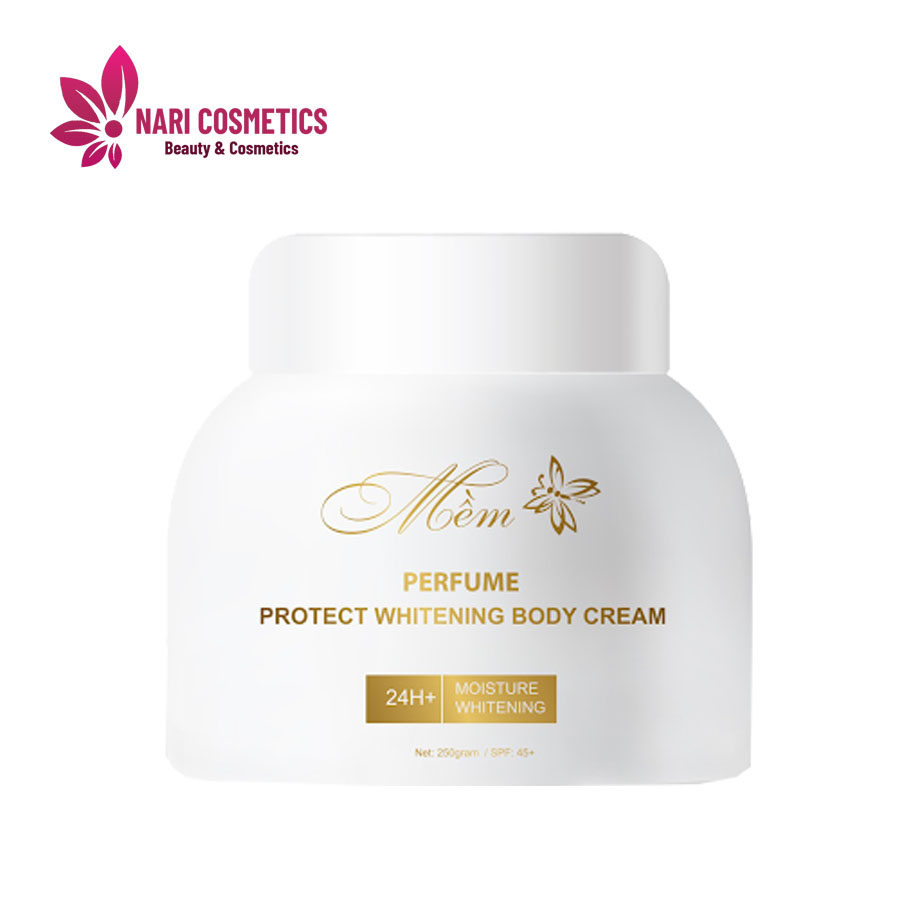 NARI COSMETICS
Beauty & Cosmetics
Mềm
PERFUME
PROTECT WHITENING BODY CREAM
24H+
MOISTURE
WHITENING
Net: 250gram / SPF: 45+